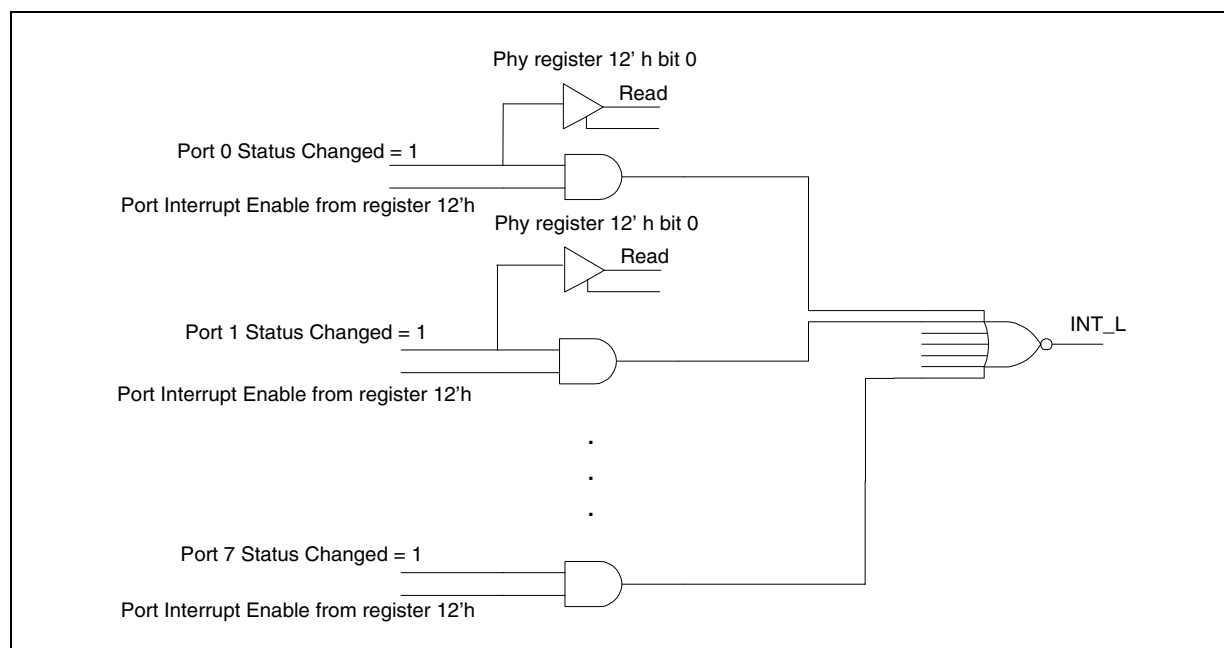 Phy register 12' h bit 0
Read
Port 0 Status Changed = 1
Port Interrupt Enable from register 12'h
Phy register 12' h bit 0
Read
Port 1 Status Changed = 1
INT_L
Port Interrupt Enable from register 12'h
Port 7 Status Changed = 1
Port Interrupt Enable from register 12'h